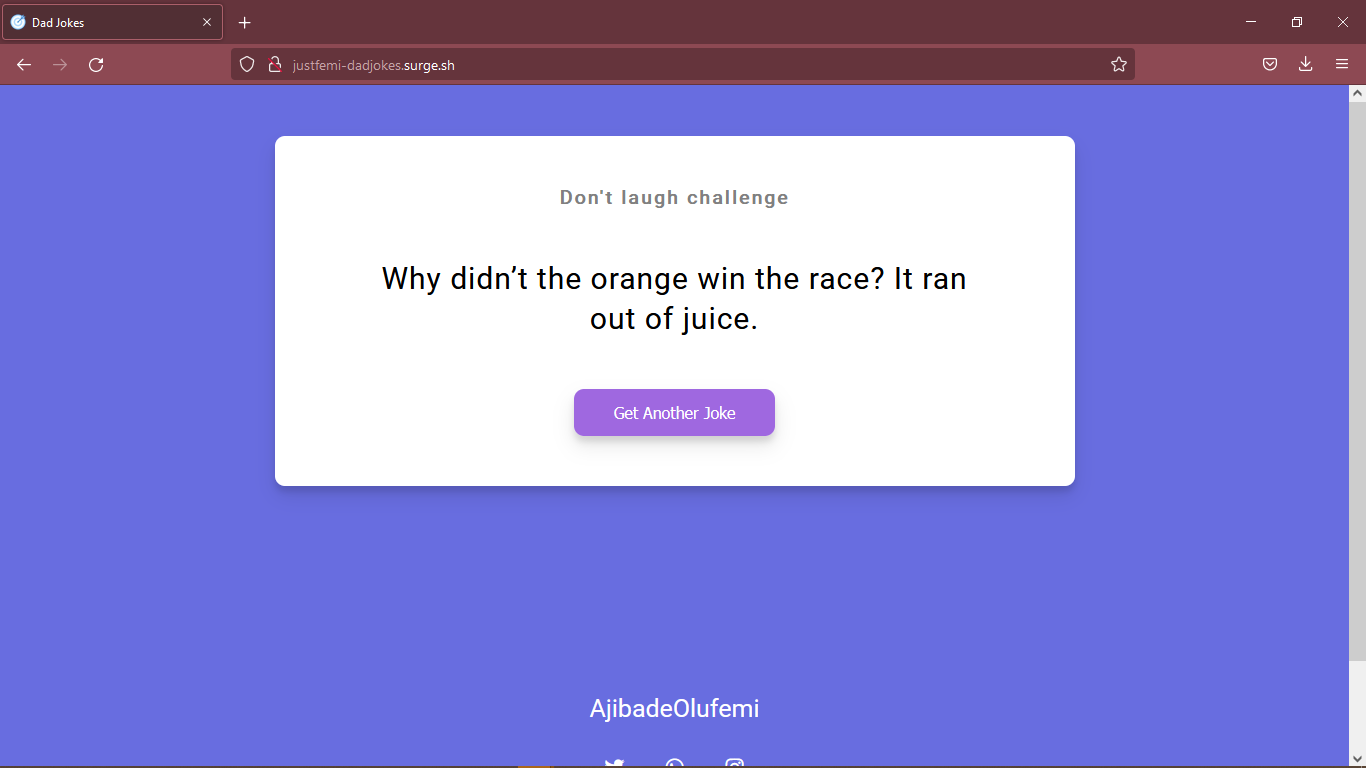 Dad Jokes
justfemi-dadjokes.surge.sh
Don't laugh challenge
Why didn’t the orange win the race? It ran
out of juice.
Get Another Joke
AjibadeOlufemi